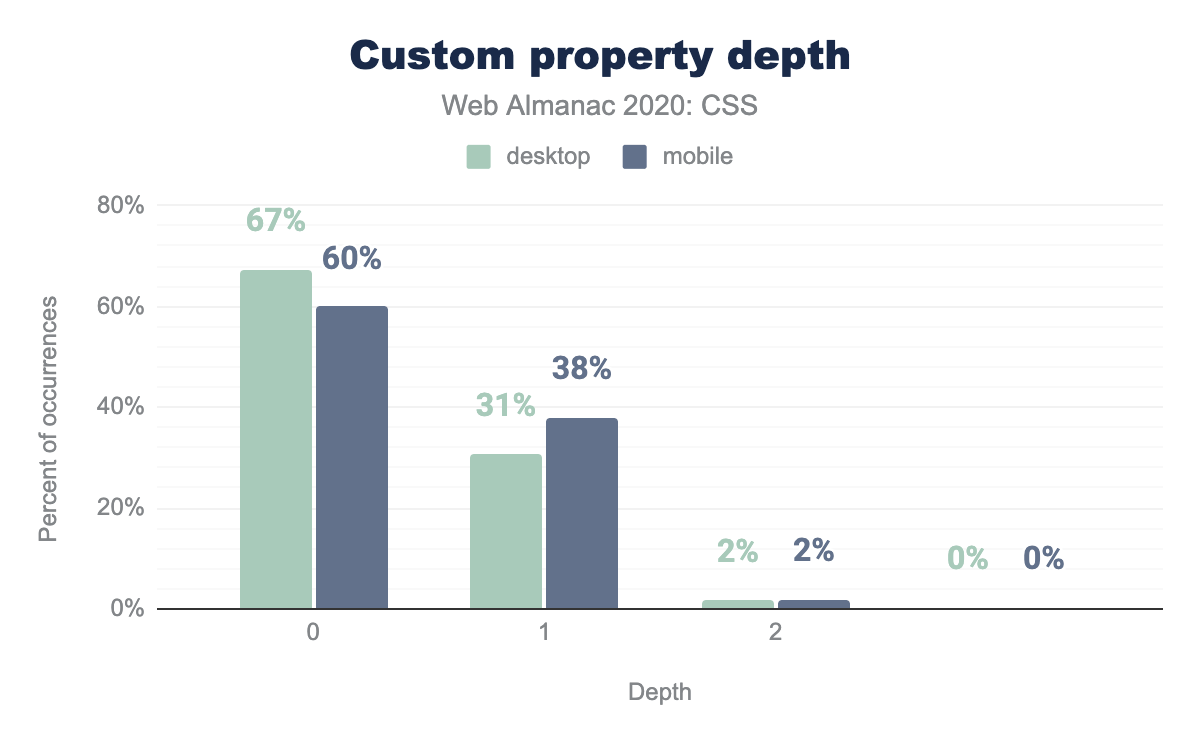 Custom property depth
Web Almanac 2020: CSS
desktop mobile
80%
60%
40%
20%
0%
Percent of occurrences
67%
60%
31%
38%
2%
2%
0%
0%
0 1 2
Depth